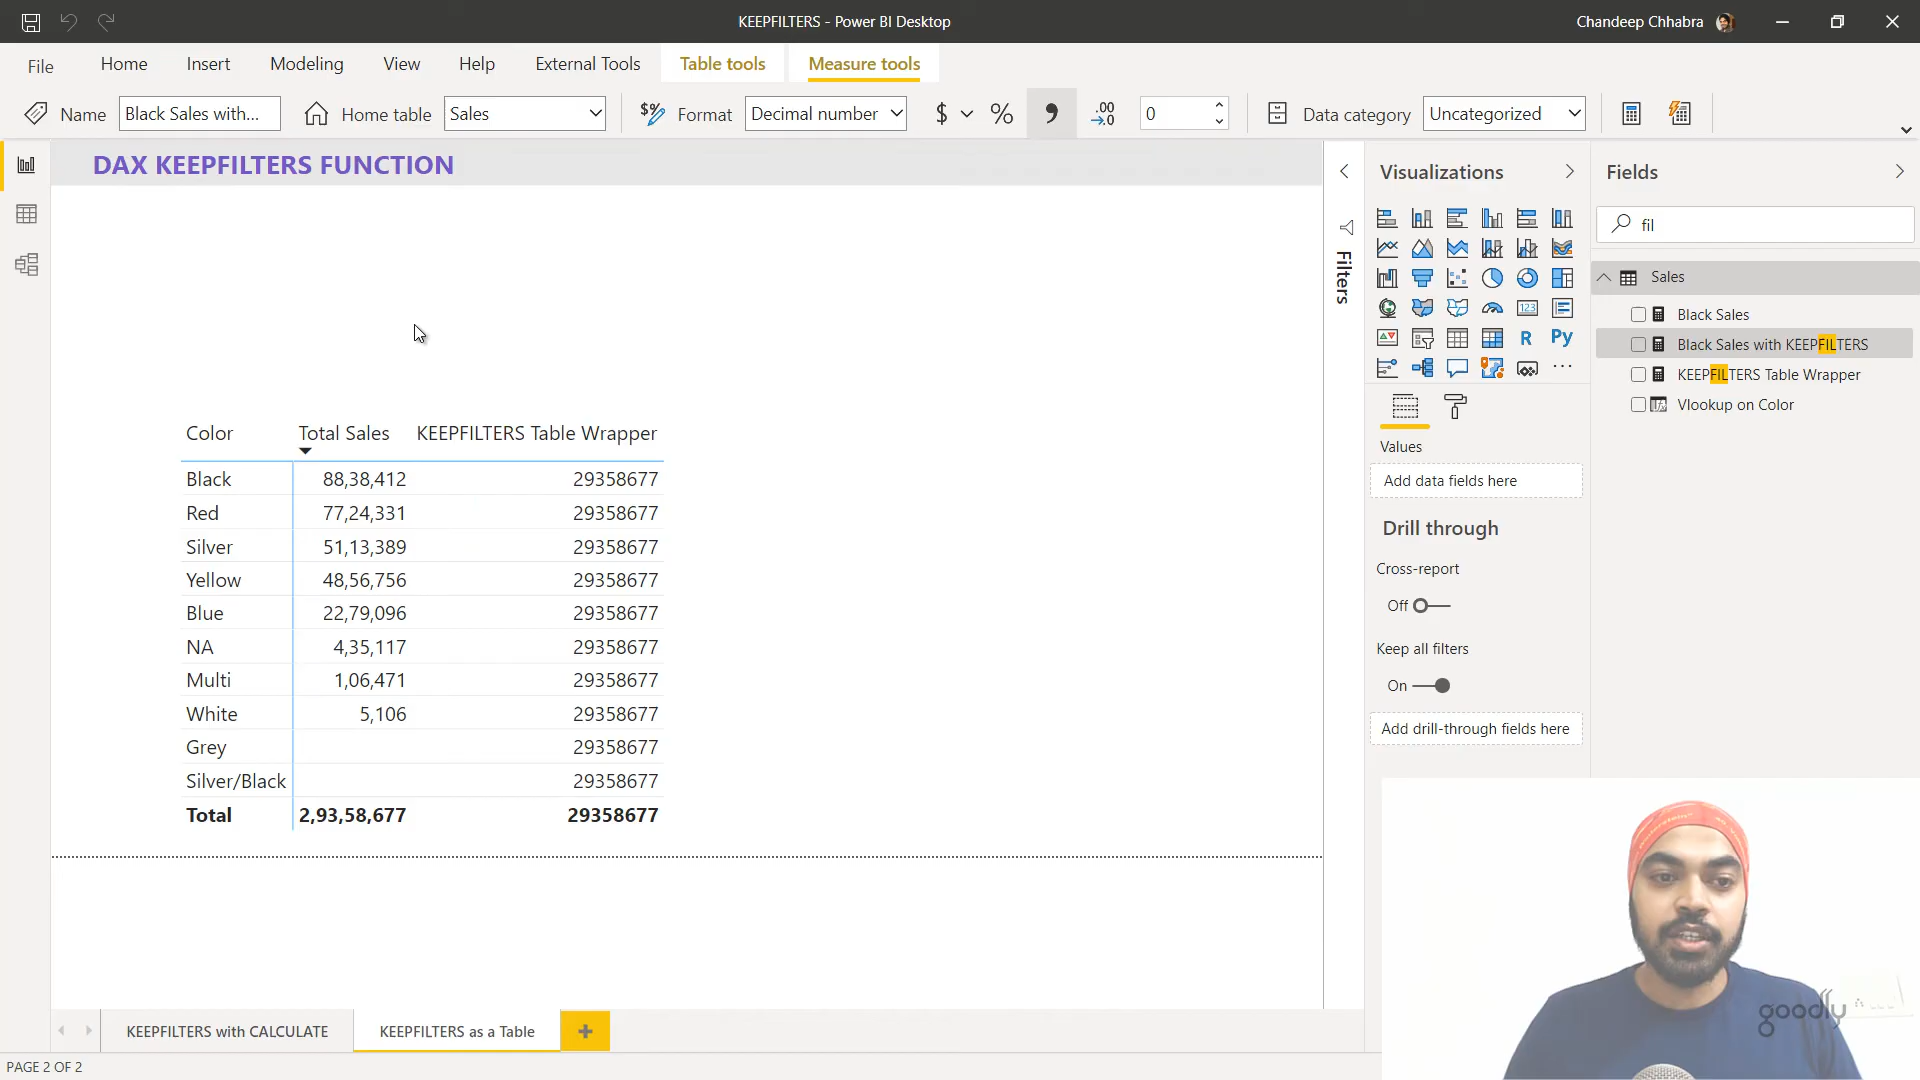 KEEPFILTERS - Power BI Desktop
Chandeep Chhabra
File Home Insert Modeling View Help External Tools Table tools Measure tools
Name Black Sales with... Home table Sales $% Format Decimal number $ % , .00 →.0 0 Data category Uncategorized
DAX KEEPFILTERS FUNCTION
Color Total Sales KEEPFILTERS Table Wrapper
Black 88,38,412 29358677
Red 77,24,331 29358677
Silver 51,13,389 29358677
Yellow 48,56,756 29358677
Blue 22,79,096 29358677
NA 4,35,117 29358677
Multi 1,06,471 29358677
White 5,106 29358677
Grey 29358677
Silver/Black 29358677
Total 2,93,58,677 29358677
Filters
Visualizations
123
R Py
...
Values
Add data fields here
Drill through
Cross-report
Off
Keep all filters
On
Add drill-through fields here
Fields
fil
Sales
Black Sales
Black Sales with KEEPFILTERS
KEEPFILTERS Table Wrapper
Vlookup on Color
goodly
KEEPFILTERS with CALCULATE KEEPFILTERS as a Table +
PAGE 2 OF 2